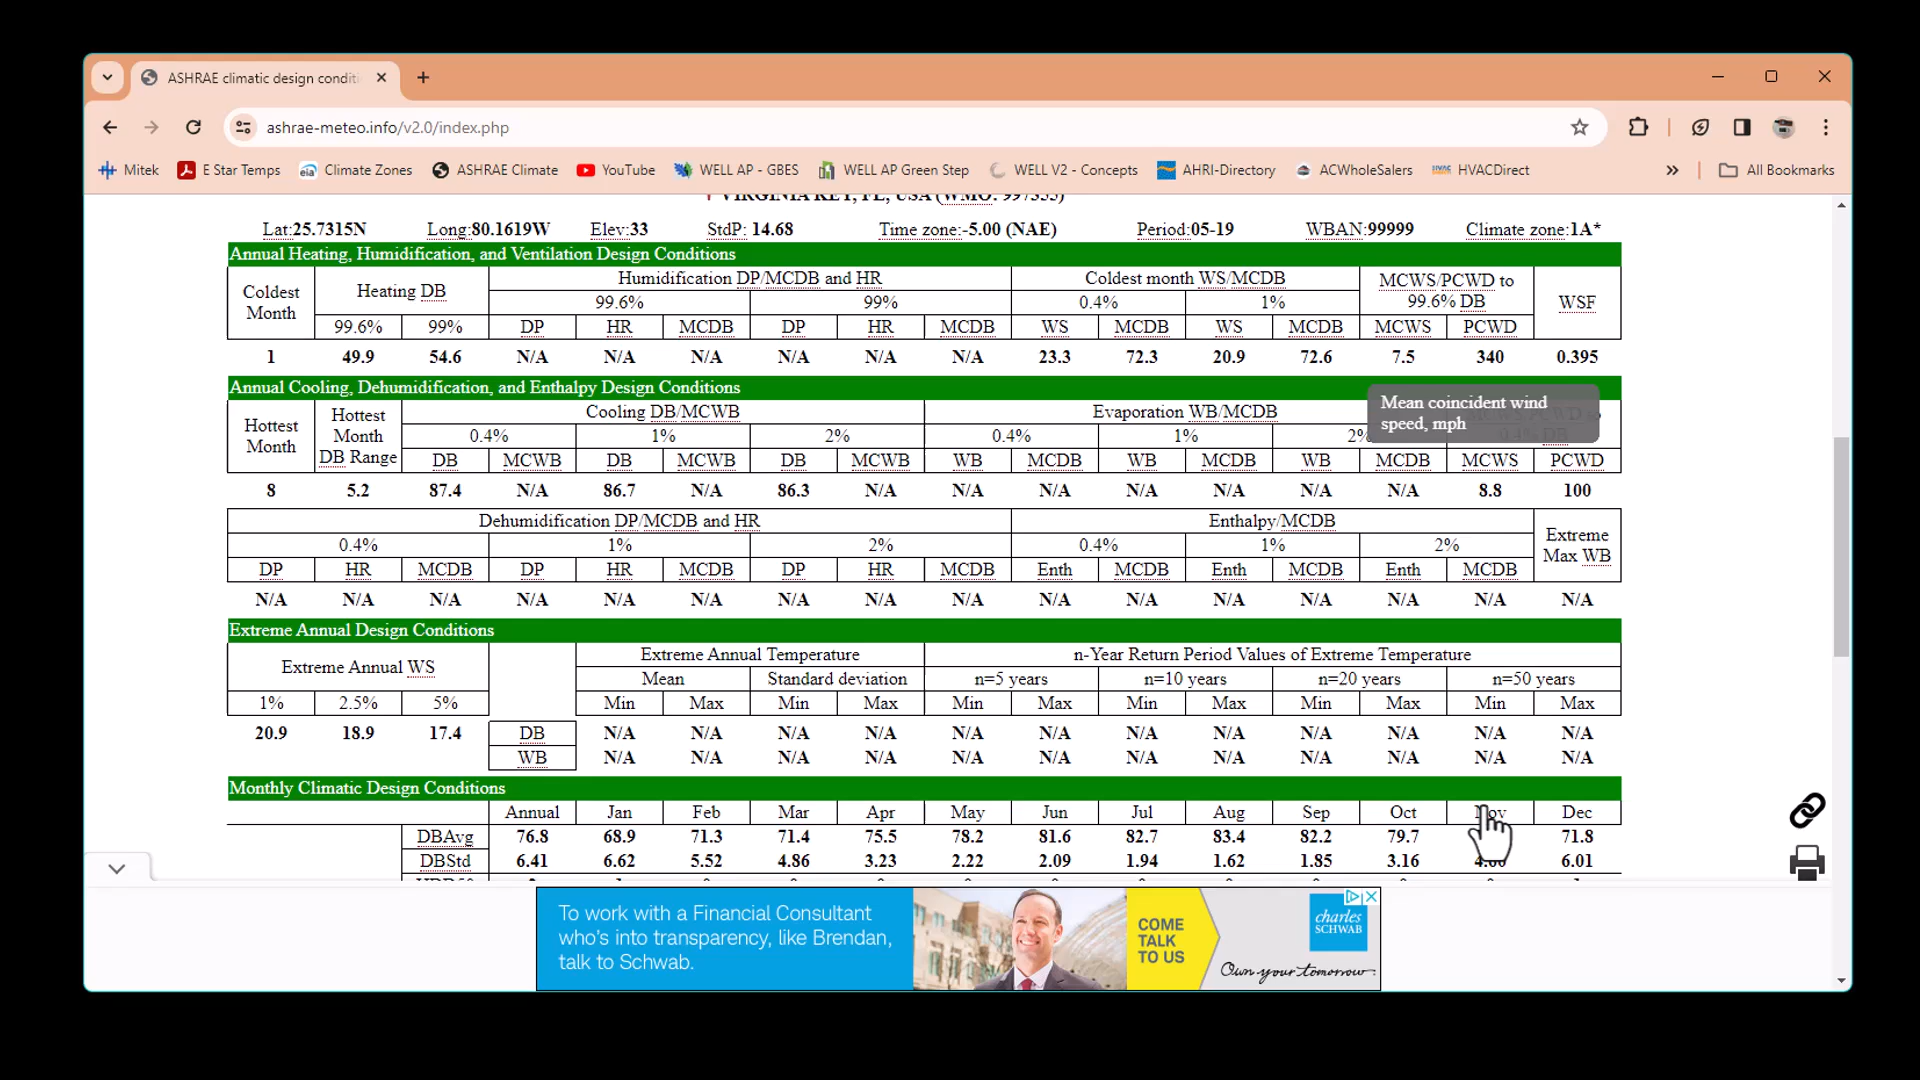 ASHRAE climatic design conditi
ashrae-meteo.info/v2.0/index.php
Mitek E Star Temps eia Climate Zones ASHRAE Climate YouTube WELL AP - GBES WELL AP Green Step WELL V2 - Concepts AHRI-Directory ACWholeSalers HVACDirect » All Bookmarks
VIRGINIA KEY, FL, USA (WMO: 997355)
Lat:25.7315N Long:80.1619W Elev:33 StdP: 14.68 Time zone:-5.00 (NAE) Period:05-19 WBAN:99999 Climate zone:1A*
Annual Heating, Humidification, and Ventilation Design Conditions
Coldest Month Heating DB Humidification DP/MCDB and HR Coldest month WS/MCDB MCWS/PCWD to 99.6% DB WSF
99.6% 99% 0.4% 1%
99.6% 99% DP HR MCDB DP HR MCDB WS MCDB WS MCDB MCWS PCWD
1 49.9 54.6 N/A N/A N/A N/A N/A N/A 23.3 72.3 20.9 72.6 7.5 340 0.395
Annual Cooling, Dehumidification, and Enthalpy Design Conditions
Mean coincident wind
speed, mph
Hottest Month Hottest Month DB Range Cooling DB/MCWB Evaporation WB/MCDB
0.4% 1% 2% 0.4% 1% 2% 0.4% DB
DB MCWB DB MCWB DB MCWB WB MCDB WB MCDB WB MCDB MCWS PCWD
8 5.2 87.4 N/A 86.7 N/A 86.3 N/A N/A N/A N/A N/A N/A N/A 8.8 100
Dehumidification DP/MCDB and HR Enthalpy/MCDB Extreme Max WB
0.4% 1% 2% 0.4% 1% 2%
DP HR MCDB DP HR MCDB DP HR MCDB Enth MCDB Enth MCDB Enth MCDB
N/A N/A N/A N/A N/A N/A N/A N/A N/A N/A N/A N/A N/A N/A N/A N/A
Extreme Annual Design Conditions
Extreme Annual WS Extreme Annual Temperature n-Year Return Period Values of Extreme Temperature
Mean Standard deviation n=5 years n=10 years n=20 years n=50 years
1% 2.5% 5% Min Max Min Max Min Max Min Max Min Max Min Max
20.9 18.9 17.4 DB N/A N/A N/A N/A N/A N/A N/A N/A N/A N/A N/A N/A
WB N/A N/A N/A N/A N/A N/A N/A N/A N/A N/A N/A N/A
Monthly Climatic Design Conditions
Annual Jan Feb Mar Apr May Jun Jul Aug Sep Oct Nov Dec
DBAvg 76.8 68.9 71.3 71.4 75.5 78.2 81.6 82.7 83.4 82.2 79.7 71.8
DBStd 6.41 6.62 5.52 4.86 3.23 2.22 2.09 1.94 1.62 1.85 3.16 6.01
To work with a Financial Consultant
who's into transparency, like Brendan,
talk to Schwab.
COME
TALK
TO US
charles
SCHWAB
Own your tomorrow.